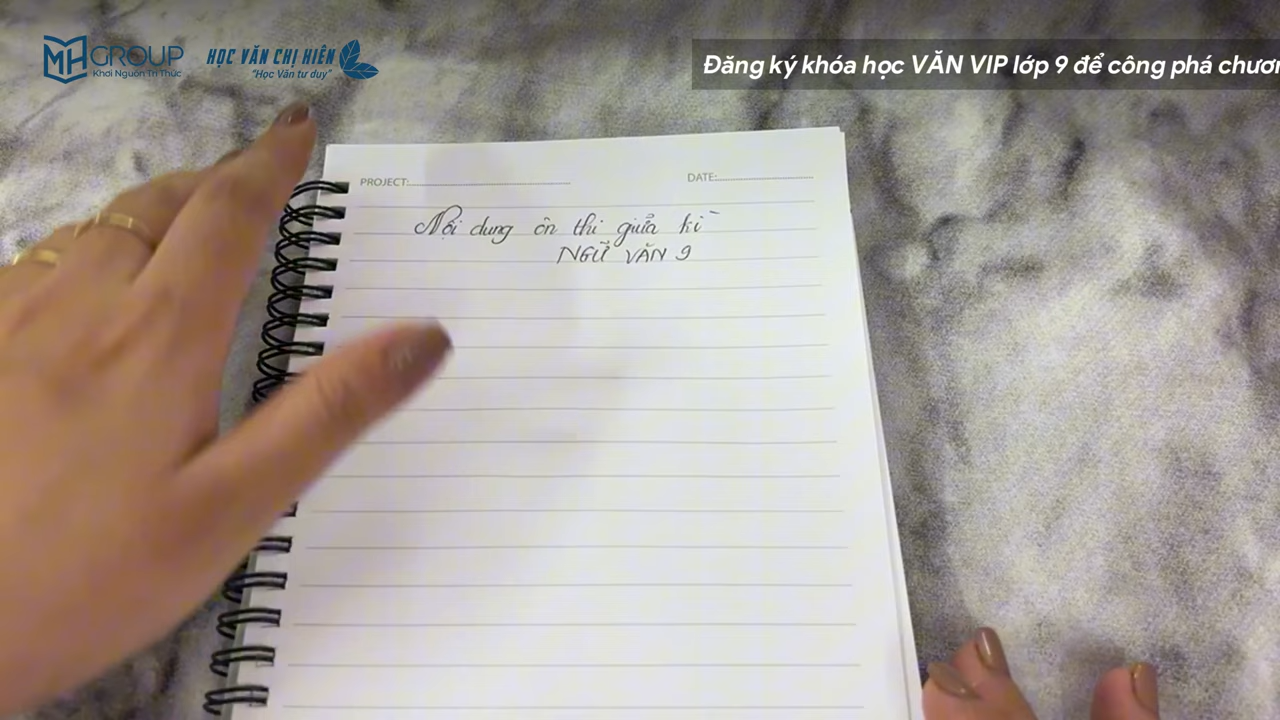 MH GROUP
Khơi Nguồn Tri Thức
HỌC VĂN CHỊ HIÊN
"Học Văn tư duy"
Đăng ký khóa học VĂN VIP lớp 9 để công phá chươn
PROJECT:
DATE:
Nội dung ôn thi giữa kì
NGỮ VĂN 9